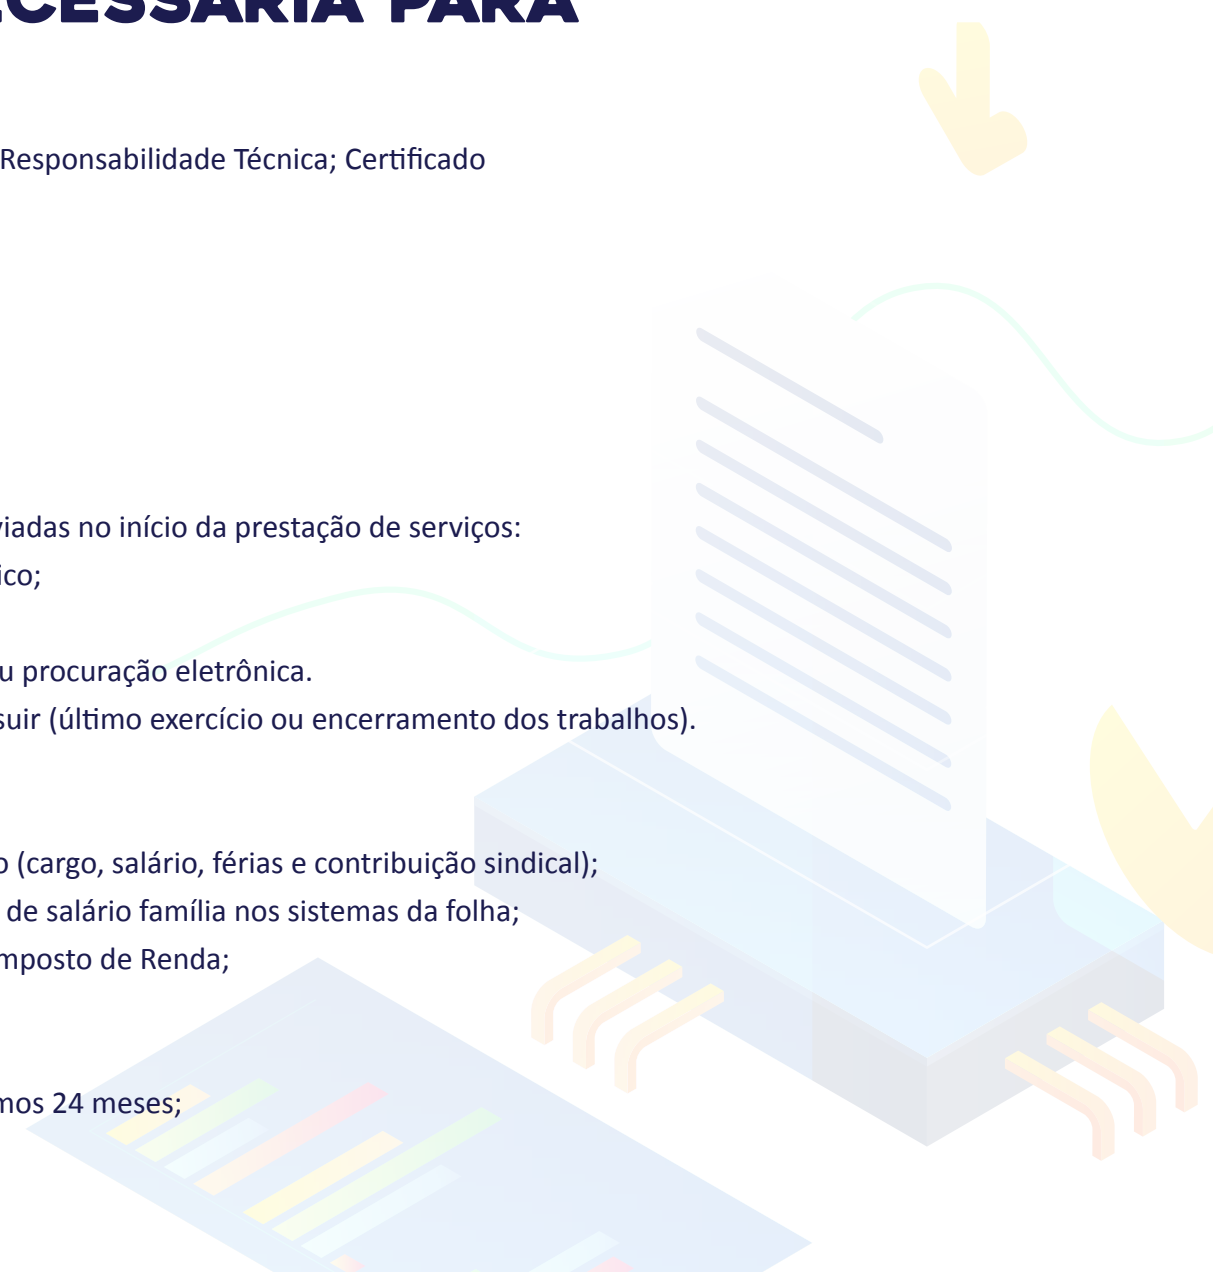 CESSÁRIA PARA
Responsabilidade Técnica; Certificado
iadas no início da prestação de serviços:
ico;
u procuração eletrônica.
suir (último exercício ou encerramento dos trabalhos).
o (cargo, salário, férias e contribuição sindical);
de salário família nos sistemas da folha;
mposto de Renda;
mos 24 meses;